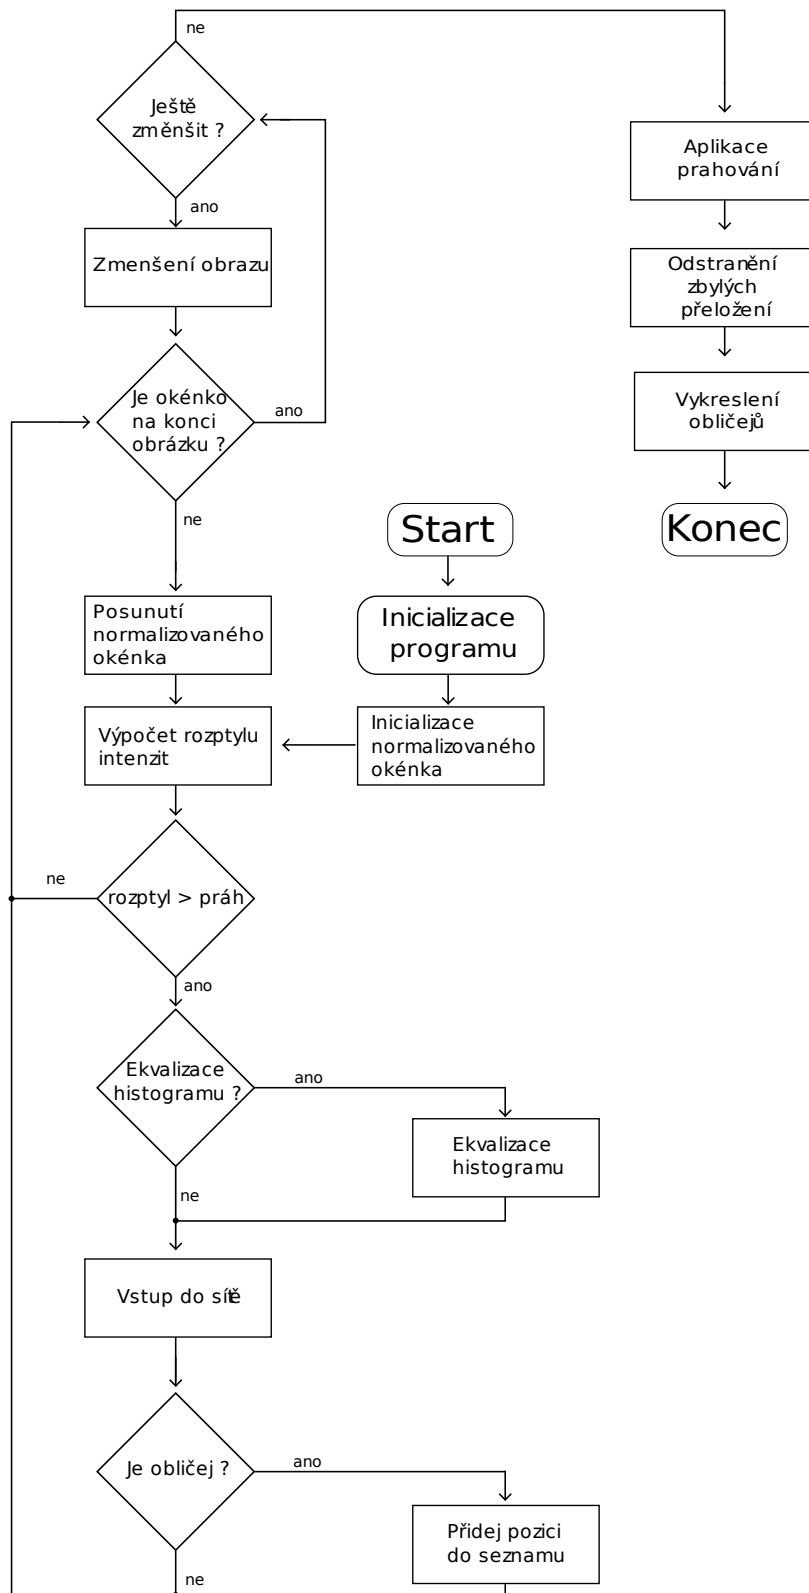 ne
Ještě
změnšit ?
ano
Zmenšení obrazu
Je okénko
na konci
obrázku ?
ano
ne
Posunutí
normalizovaného
okénka
Výpočet rozptylu
intenzit
ne
rozptyl > práh
ano
Ekvalizace
histogramu ?
ano
Ekvalizace
histogramu
ne
Vstup do sítě
Je obličej ?
ano
Přidej pozici
do seznamu
ne
Start
Inicializace
programu
Inicializace
normalizovaného
okénka
Aplikace
prahování
Odstranění
zbylých
přeložení
Vykreslení
obličejů
Konec